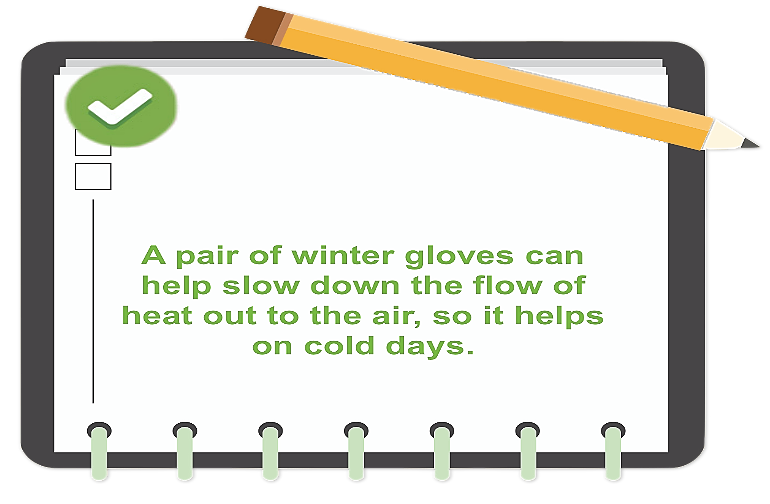 A pair of winter gloves can
help slow down the flow of
heat out to the air, so it helps
on cold days.